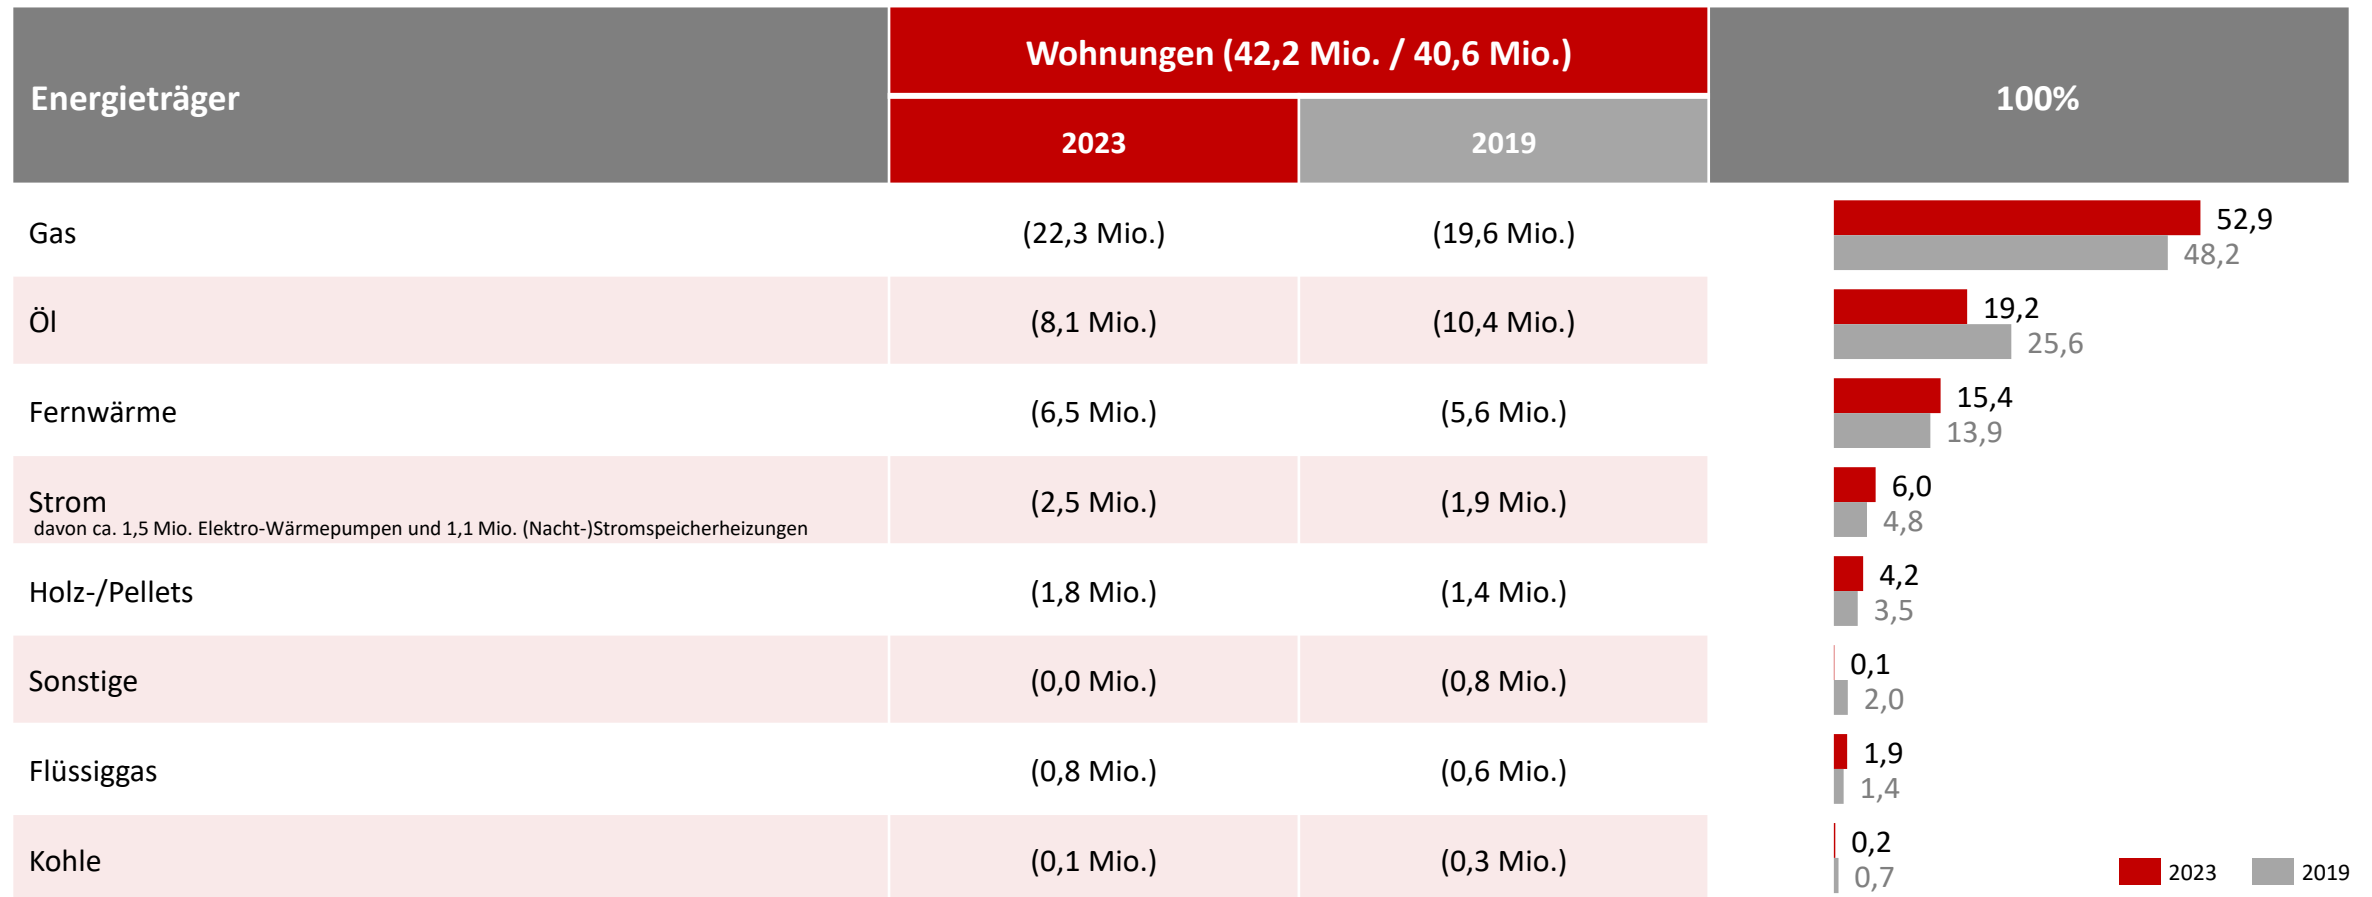 Energieträger
Wohnungen (42,2 Mio. / 40,6 Mio.)
2023
2019
100%
Gas
(22,3 Mio.)
(19,6 Mio.)
52,9
48,2
Öl
(8,1 Mio.)
(10,4 Mio.)
19,2
25,6
Fernwärme
(6,5 Mio.)
(5,6 Mio.)
15,4
13,9
Strom
davon ca. 1,5 Mio. Elektro-Wärmepumpen und 1,1 Mio. (Nacht-)Stromspeicherheizungen
(2,5 Mio.)
(1,9 Mio.)
6,0
4,8
Holz-/Pellets
(1,8 Mio.)
(1,4 Mio.)
4,2
3,5
Sonstige
(0,0 Mio.)
(0,8 Mio.)
0,1
2,0
Flüssiggas
(0,8 Mio.)
(0,6 Mio.)
1,9
1,4
Kohle
(0,1 Mio.)
(0,3 Mio.)
0,2
0,7
2023
2019